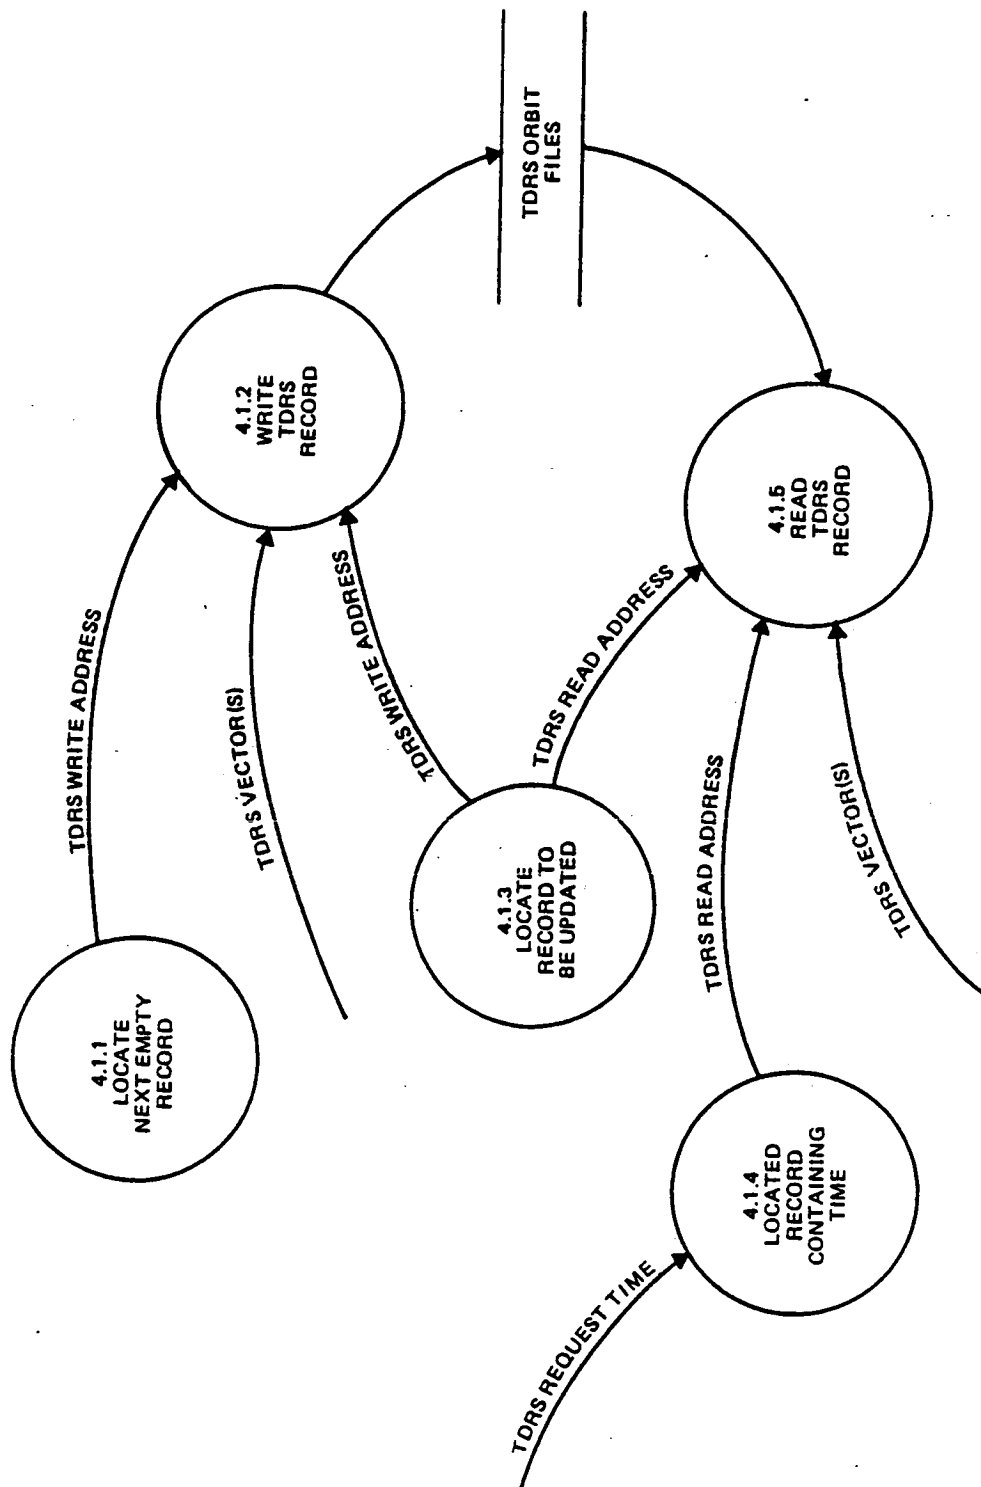 4.1.1
LOCATE
NEXT EMPTY
RECORD
TDRS WRITE ADDRESS
4.1.2
WRITE
TDRS
RECORD
TDRS VECTOR(S)
TDRS WRITE ADDRESS
4.1.3
LOCATE
RECORD TO
BE UPDATED
TDRS READ ADDRESS
TDRS ORBIT
FILES
TDRS REQUEST TIME
4.1.4
LOCATED
RECORD
CONTAINING
TIME
TDRS READ ADDRESS
4.1.5
READ
TDRS
RECORD
TDRS VECTOR(S)